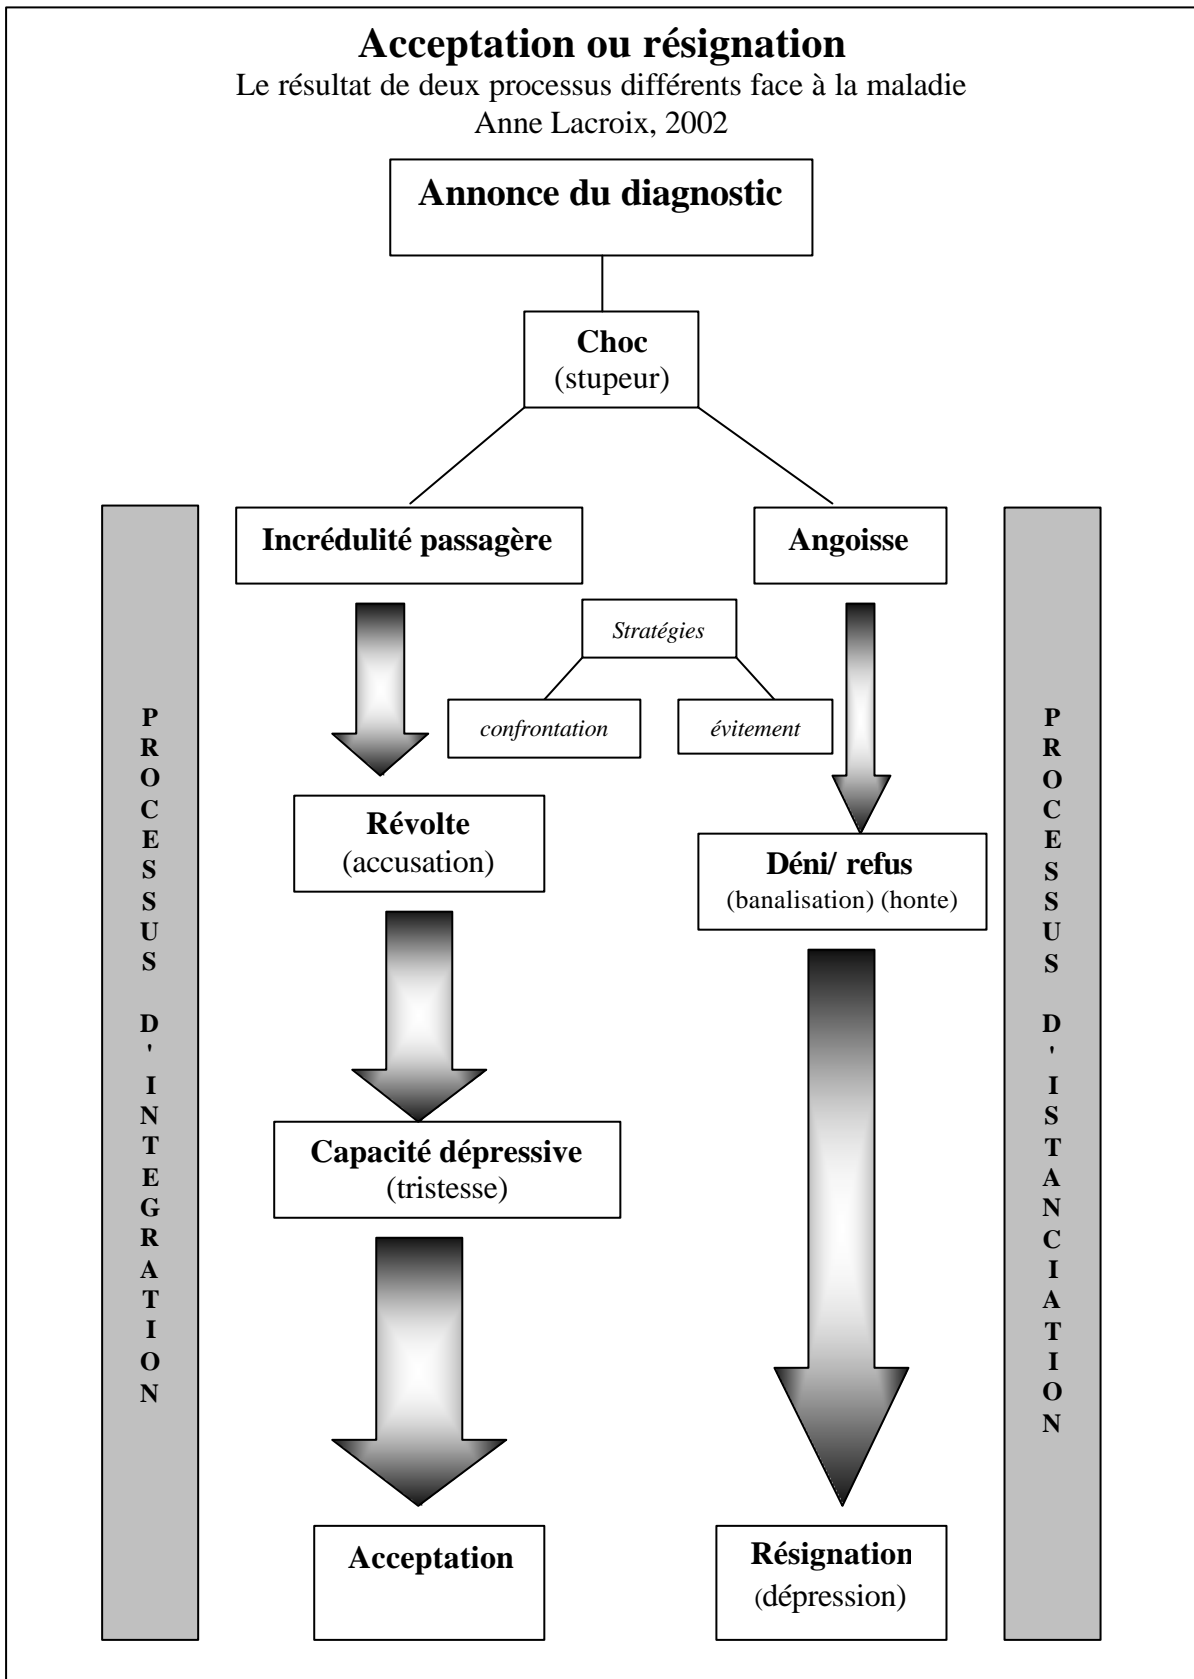 Acceptation ou résignation
Le résultat de deux processus différents face à la maladie
Anne Lacroix, 2002
Annonce du diagnostic
Choc
(stupeur)
Incrédulité passagère
Angoisse
Stratégies
confrontation
évitement
Révolte
(accusation)
Déni/ refus
(banalisation) (honte)
Capacité dépressive
(tristesse)
Acceptation
Résignation
(dépression)
PROCESSUS D'INTEGRATION
PROCESSUS D'ISTANCIATION